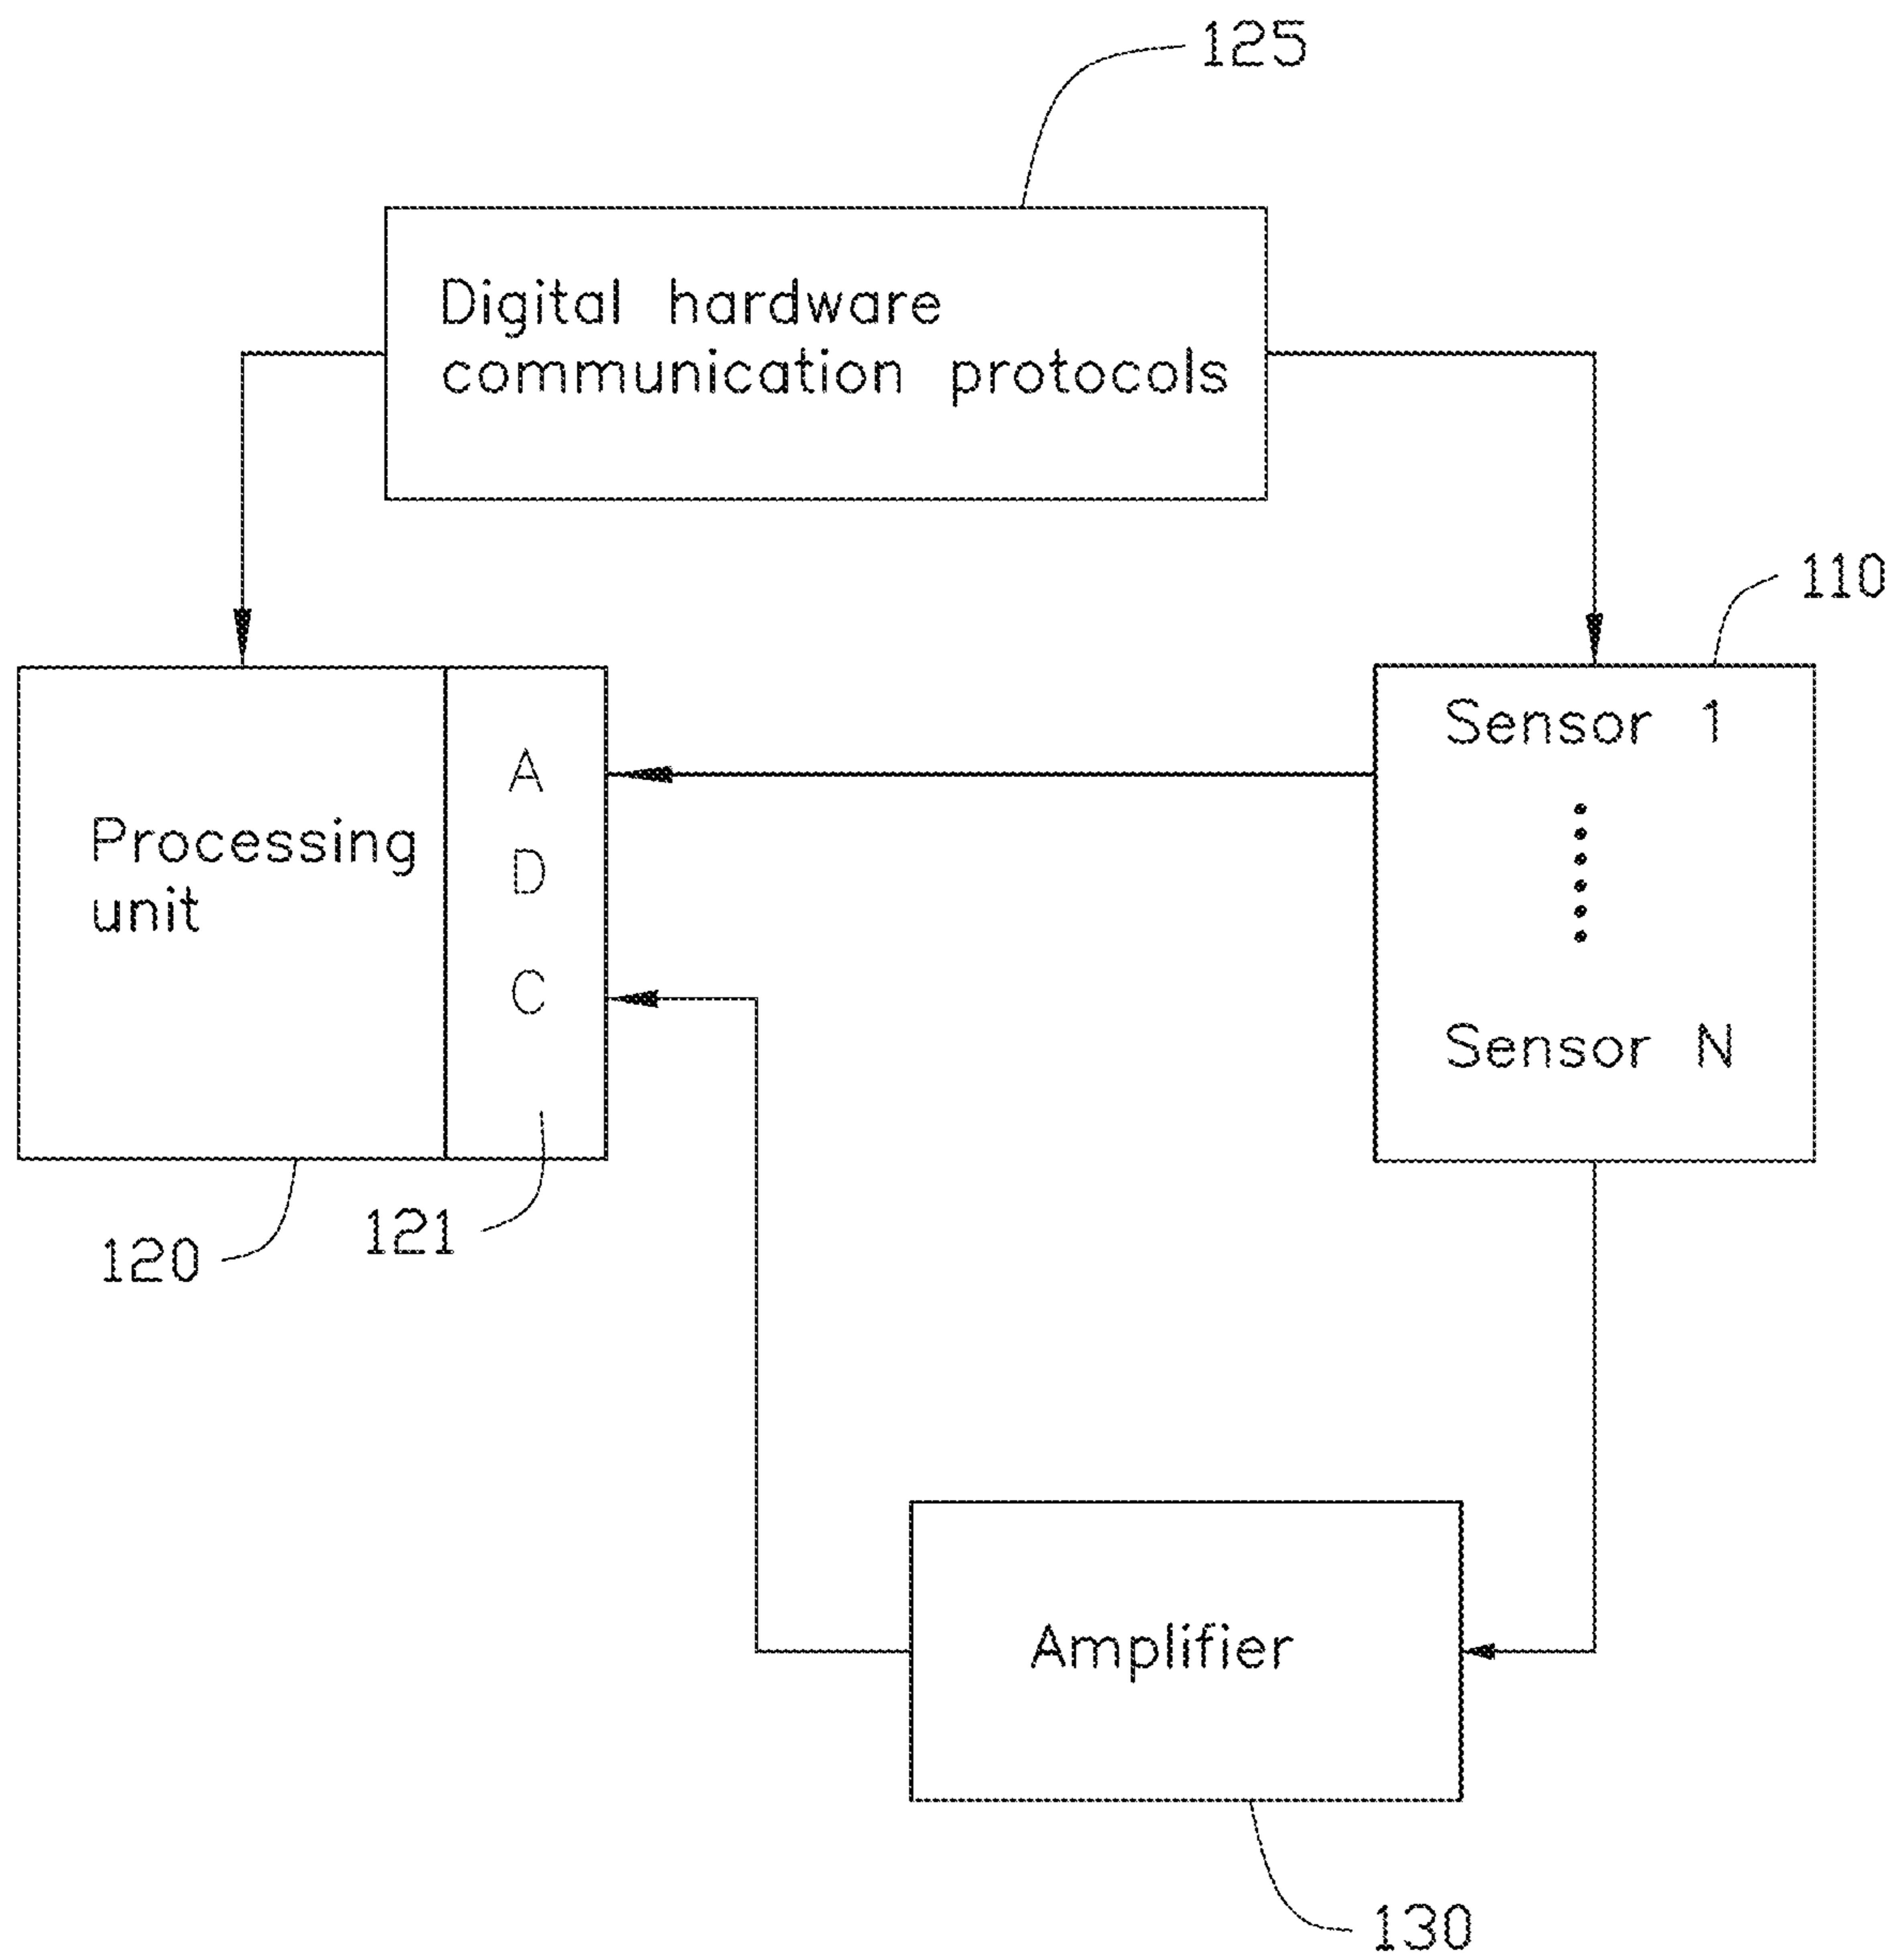 125
Digital hardware
communication protocols
110
Sensor 1
Sensor N
Processing
unit
A
D
C
121
120
Amplifier
130